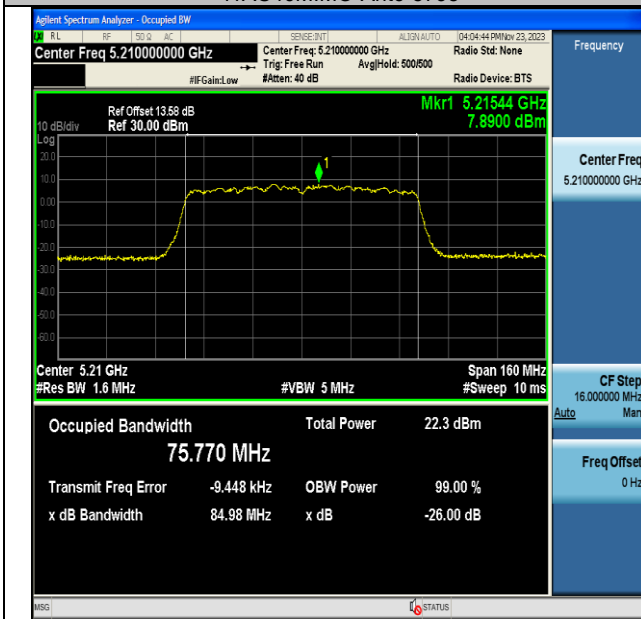 Agilent Spectrum Analyzer - Occupied BW
RL RF 50 Ω AC SENSE:INT ALIGN AUTO 04:04:44 PM Nov 23, 2023
Center Freq 5.210000000 GHz
Center Freq: 5.210000000 GHz
Radio Std: None
Trig: Free Run Avg|Hold: 500/500
#IFGain:Low #Atten: 40 dB Radio Device: BTS
Frequency
Mkr1 5.21544 GHz
7.8900 dBm
Ref Offset 13.58 dB
10 dB/div Ref 30.00 dBm
Log
20.0
10.0
0.00
-10.0
-20.0
-30.0
-40.0
-50.0
-60.0
1
Center 5.21 GHz Span 160 MHz
#Res BW 1.6 MHz #VBW 5 MHz #Sweep 10 ms
Occupied Bandwidth Total Power 22.3 dBm
75.770 MHz
Transmit Freq Error -9.448 kHz OBW Power 99.00 %
x dB Bandwidth 84.98 MHz x dB -26.00 dB
Center Freq
5.210000000 GHz
CF Step
16.000000 MHz
Auto Man
Freq Offset
0 Hz
MSG STATUS